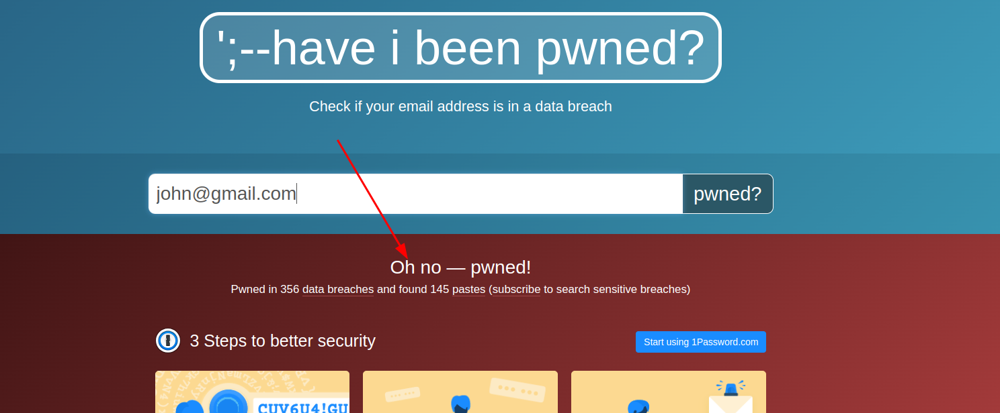 ';--have i been pwned?
Check if your email address is in a data breach
john@gmail.com
pwned?
Oh no — pwned!
Pwned in 356 data breaches and found 145 pastes (subscribe to search sensitive breaches)
3 Steps to better security
Start using 1Password.com
CUV6U4!GU